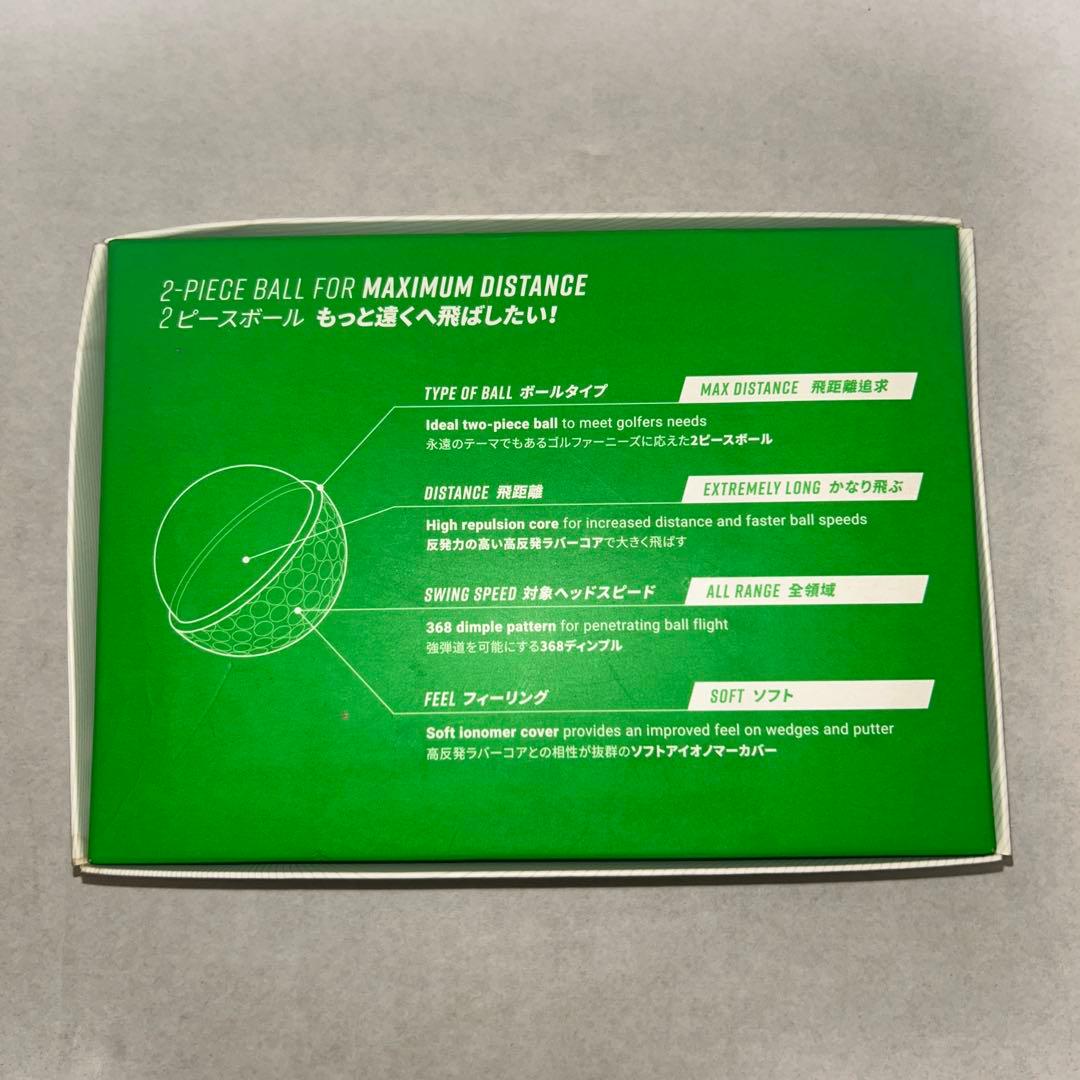 2-PIECE BALL FOR MAXIMUM DISTANCE
2ピースボール もっと遠くへ飛ばしたい!
TYPE OF BALL ボールタイプ MAX DISTANCE 飛距離追求
Ideal two-piece ball to meet golfers needs
永遠のテーマでもあるゴルファーニーズに応えた2ピースボール
DISTANCE 飛距離 EXTREMELY LONG かなり飛ぶ
High repulsion core for increased distance and faster ball speeds
反発力の高い高反発ラバーコアで大きく飛ばす
SWING SPEED 対象ヘッドスピード ALL RANGE 全領域
368 dimple pattern for penetrating ball flight
強弾道を可能にする368ディンプル
FEEL フィーリング SOFT ソフト
Soft ionomer cover provides an improved feel on wedges and putter
高反発ラバーコアとの相性が抜群のソフトアイオノマーカバー